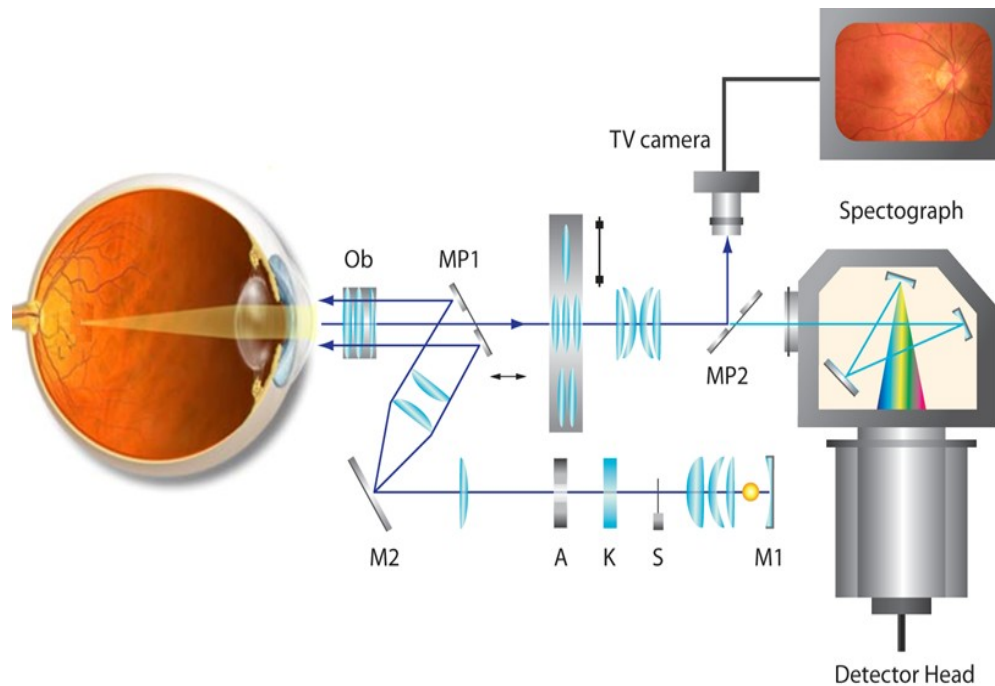 TV camera
Spectograph
Ob
MP1
MP2
M2
A
K
S
M1
Detector Head